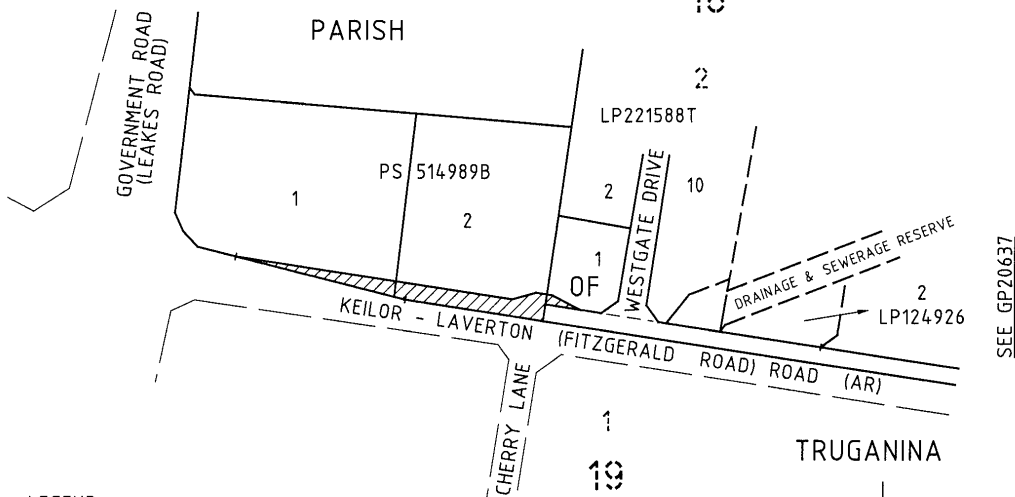 PARISH
2
LP221588T
GOVERNMENT ROAD
(LEAKES ROAD)
PS 514989B
1
2
2
10
WESTGATE DRIVE
1
OF
DRAINAGE & SEWERAGE RESERVE
2
LP124926
SEE GP20637
KEILOR - LAVERTON (FITZGERALD ROAD) ROAD (AR)
CHERRY LANE
1
19
TRUGANINA